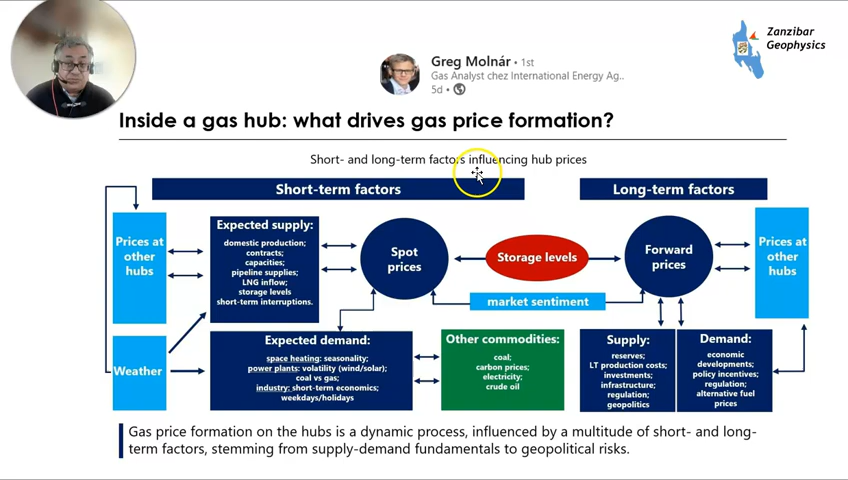 Zanzibar
Geophysics
Greg Molnár • 1st
Gas Analyst chez International Energy Ag..
5d •
Inside a gas hub: what drives gas price formation?
Short- and long-term factors influencing hub prices
Short-term factors
Long-term factors
Prices at
other
hubs
Expected supply:
domestic production;
contracts;
capacities;
pipeline supplies;
LNG inflow;
storage levels
short-term interruptions.
Spot
prices
Storage levels
Forward
prices
Prices at
other
hubs
market sentiment
Weather
Expected demand:
space heating: seasonality;
power plants: volatility (wind/solar);
coal vs gas;
industry: short-term economics;
weekdays/holidays
Other commodities:
coal;
carbon prices;
electricity;
crude oil
Supply:
reserves;
LT production costs;
investments;
infrastructure;
regulation;
geopolitics
Demand:
economic
developments;
policy incentives;
regulation;
alternative fuel
prices
Gas price formation on the hubs is a dynamic process, influenced by a multitude of short- and long-
term factors, stemming from supply-demand fundamentals to geopolitical risks.